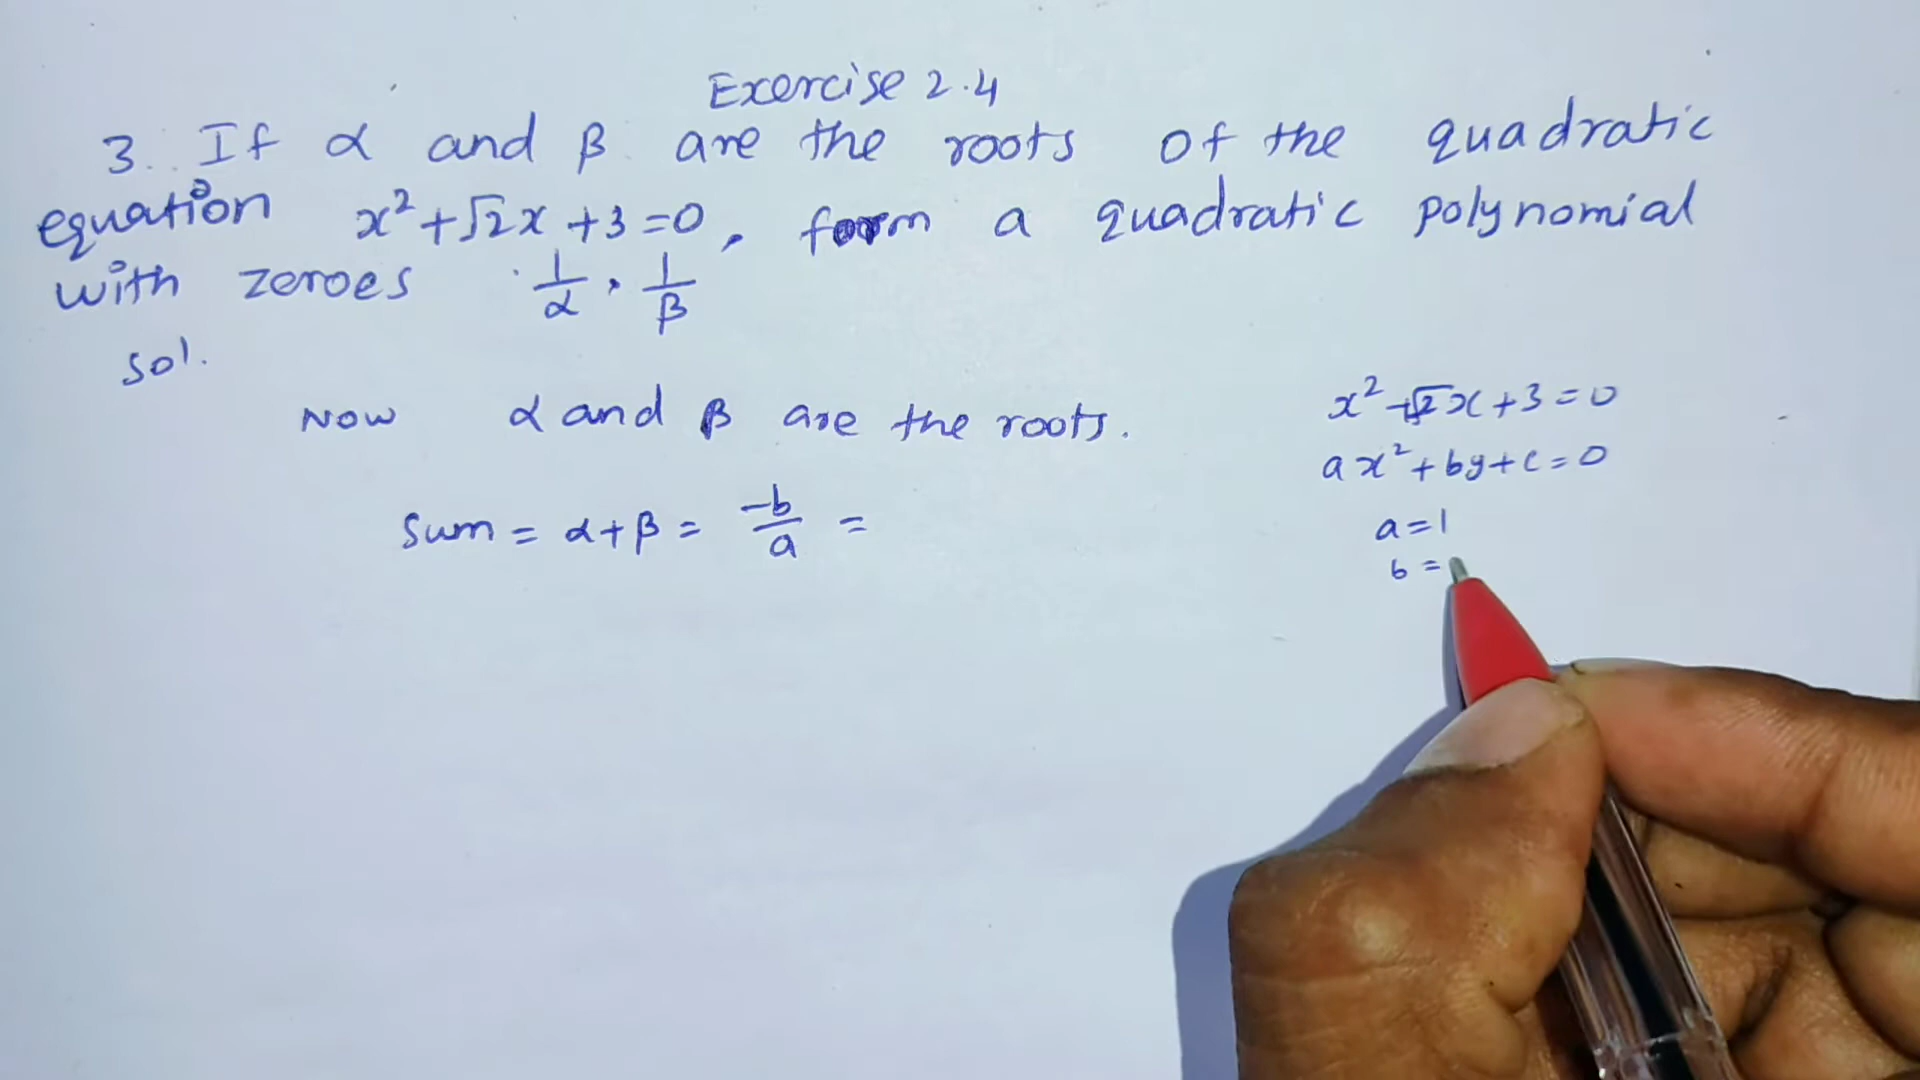 Exercise 2.4
3. If α and β are the roots of the quadratic
equation x² + √2x + 3 = 0, form a quadratic polynomial
with zeroes 1/α, 1/β
Sol.
Now α and β are the roots.
x² + √2x + 3 = 0
ax² + by + c = 0
Sum = α + β = -b/a =
a = 1
b =